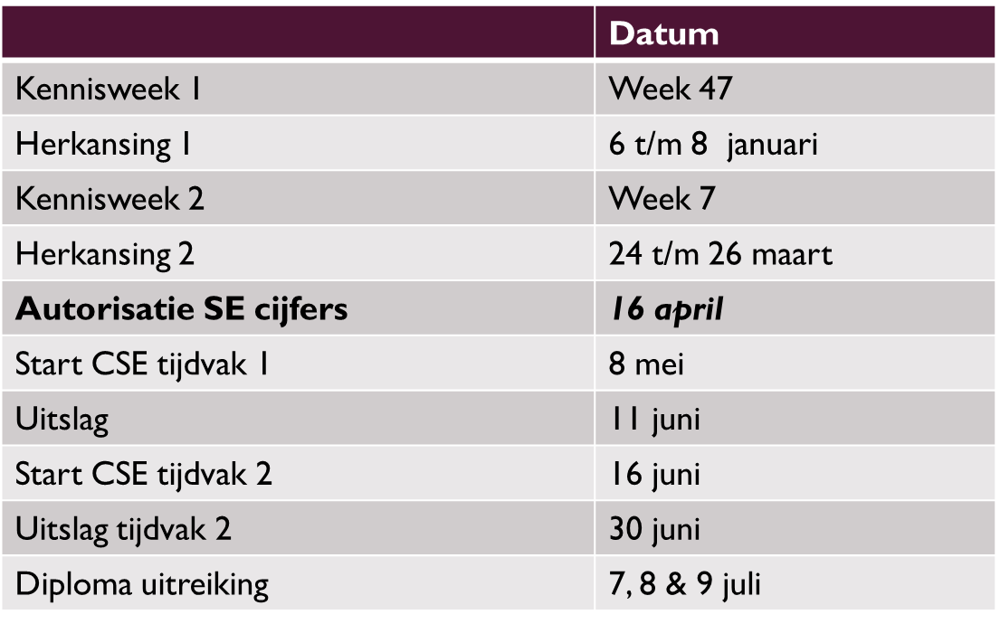 Datum
Kennisweek 1 Week 47
Herkansing 1 6 t/m 8 januari
Kennisweek 2 Week 7
Herkansing 2 24 t/m 26 maart
Autorisatie SE cijfers 16 april
Start CSE tijdvak 1 8 mei
Uitslag 11 juni
Start CSE tijdvak 2 16 juni
Uitslag tijdvak 2 30 juni
Diploma uitreiking 7, 8 & 9 juli